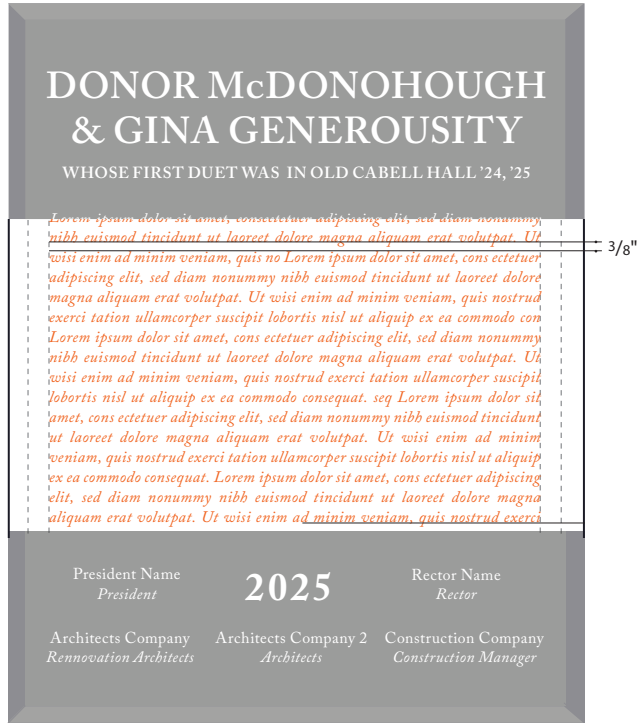 DONOR McDONOHOUGH
& GINA GENEROUSITY
WHOSE FIRST DUET WAS IN OLD CABELL HALL ’24, ’25
Lorem ipsum dolor sit amet, consectetuer adipiscing elit, sed diam nonummy
nibh euismod tincidunt ut laoreet dolore magna aliquam erat volutpat. Ut
wisi enim ad minim veniam, quis no Lorem ipsum dolor sit amet, cons ectetuer
adipiscing elit, sed diam nonummy nibh euismod tincidunt ut laoreet dolore
magna aliquam erat volutpat. Ut wisi enim ad minim veniam, quis nostrud
exerci tation ullamcorper suscipit lobortis nisl ut aliquip ex ea commodo con
Lorem ipsum dolor sit amet, cons ectetuer adipiscing elit, sed diam nonummy
nibh euismod tincidunt ut laoreet dolore magna aliquam erat volutpat. Ut
wisi enim ad minim veniam, quis nostrud exerci tation ullamcorper suscipit
lobortis nisl ut aliquip ex ea commodo consequat. seq Lorem ipsum dolor sit
amet, cons ectetuer adipiscing elit, sed diam nonummy nibh euismod tincidunt
ut laoreet dolore magna aliquam erat volutpat. Ut wisi enim ad minim
veniam, quis nostrud exerci tation ullamcorper suscipit lobortis nisl ut aliquip
ex ea commodo consequat. Lorem ipsum dolor sit amet, cons ectetuer adipiscing
elit, sed diam nonummy nibh euismod tincidunt ut laoreet dolore magna
aliquam erat volutpat. Ut wisi enim ad minim veniam, quis nostrud exerci
3/8"
President Name
President
2025
Rector Name
Rector
Architects Company
Rennovation Architects
Architects Company 2
Architects
Construction Company
Construction Manager